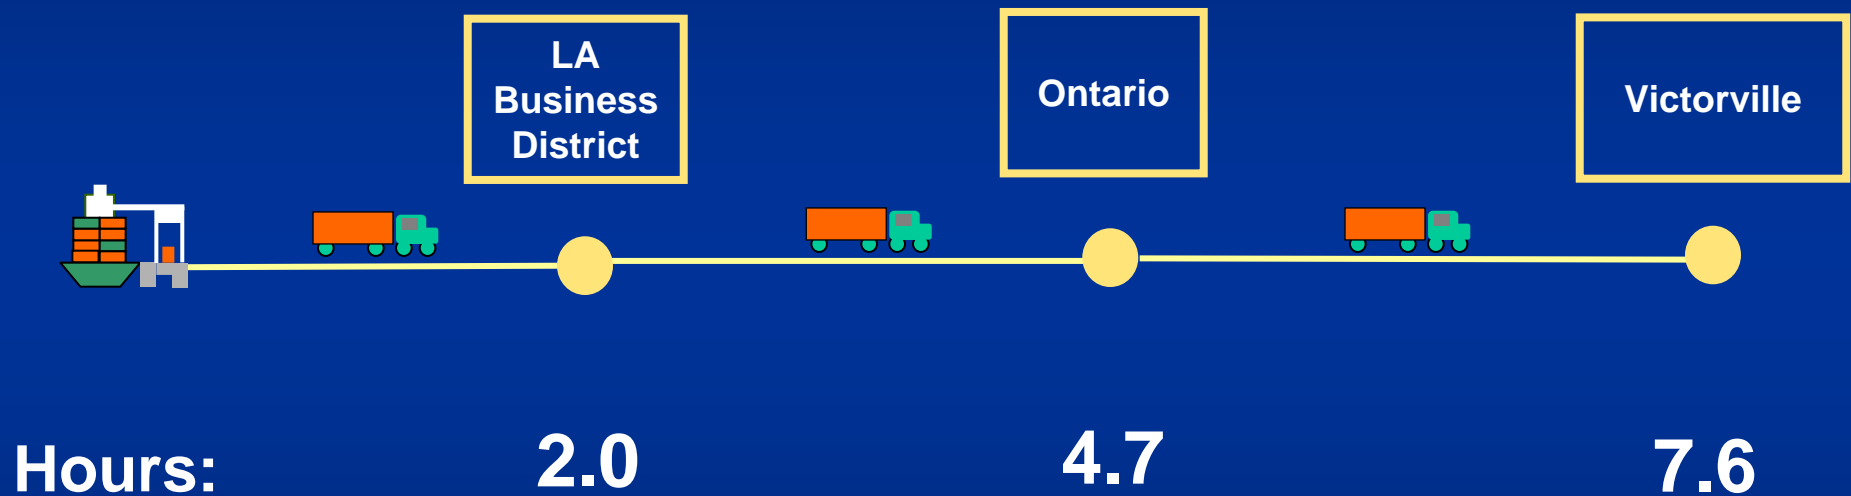 LA
Business
District
Ontario
Victorville
Hours: 2.0 4.7 7.6